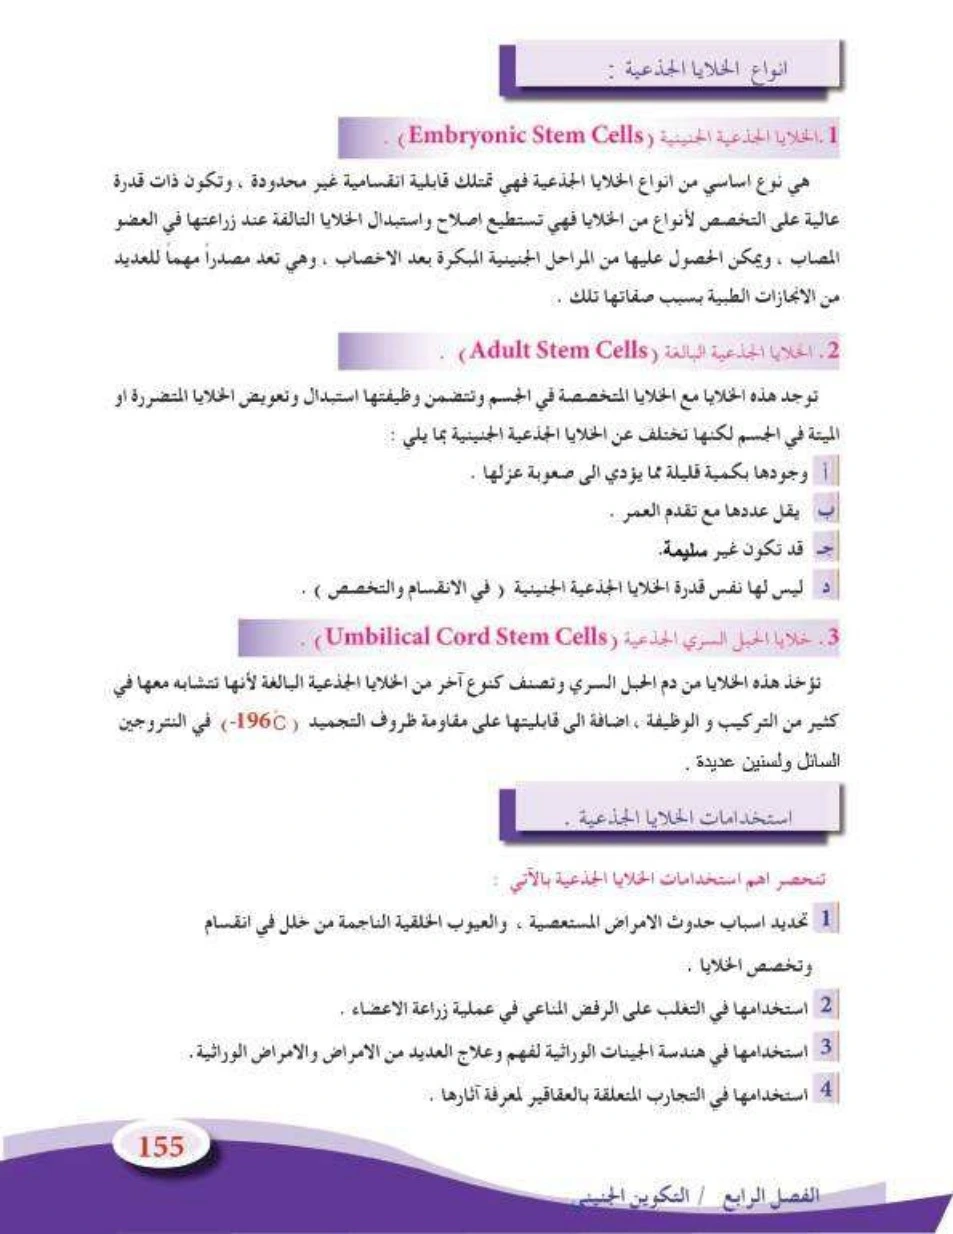 انواع الخلايا الجذعية :
1.الخلايا الجذعية الجنينية (Embryonic Stem Cells) .
هي نوع اساسي من انواع الخلايا الجذعية فهي تمتلك قابلية انقسامية غير محدودة ، وتكون ذات قدرة
عالية على التخصص لأنواع من الخلايا فهي تستطيع اصلاح واستبدال الخلايا التالفة عند زراعتها في العضو
المصاب ، ويمكن الحصول عليها من المراحل الجنينية المبكرة بعد الاخصاب ، وهي تعد مصدراً مهماً للعديد
من الانجازات الطبية بسبب صفاتها تلك .
2. الخلايا الجذعية البالغة (Adult Stem Cells) .
توجد هذه الخلايا مع الخلايا المتخصصة في الجسم وتتضمن وظيفتها استبدال وتعويض الخلايا المتضررة او
الميتة في الجسم لكنها تختلف عن الخلايا الجذعية الجنينية بما يلي :
أ وجودها بكمية قليلة مما يؤدي الى صعوبة عزلها .
ب يقل عددها مع تقدم العمر .
جـ قد تكون غير سليمة.
د ليس لها نفس قدرة الخلايا الجذعية الجنينية ( في الانقسام والتخصص ) .
3. خلايا الحبل السري الجذعية (Umbilical Cord Stem Cells) .
تؤخذ هذه الخلايا من دم الحبل السري وتصنف كنوع آخر من الخلايا الجذعية البالغة لأنها تتشابه معها في
كثير من التركيب و الوظيفة ، اضافة الى قابليتها على مقاومة ظروف التجميد (-196°C) في النتروجين
السائل ولسنين عديدة .
استخدامات الخلايا الجذعية .
تنحصر اهم استخدامات الخلايا الجذعية بالآتي :
1 تحديد اسباب حدوث الامراض المستعصية ، والعيوب الخلقية الناجمة من خلل في انقسام
وتخصص الخلايا .
2 استخدامها في التغلب على الرفض المناعي في عملية زراعة الاعضاء .
3 استخدامها في هندسة الجينات الوراثية لفهم وعلاج العديد من الامراض والامراض الوراثية.
4 استخدامها في التجارب المتعلقة بالعقاقير لمعرفة آثارها .
155
الفصل الرابع / التكوين الجنيني